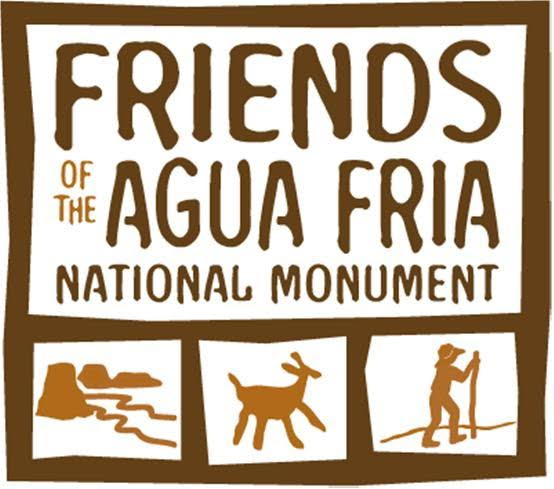 FRIENDS
OF THE AGUA FRIA
NATIONAL MONUMENT